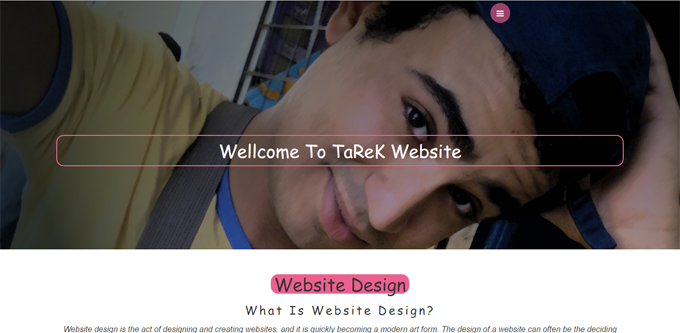 Wellcome To TaReK Website
Website Design
What Is Website Design?
Website design is the act of designing and creating websites, and it is quickly becoming a modern art form. The design of a website can often be the deciding